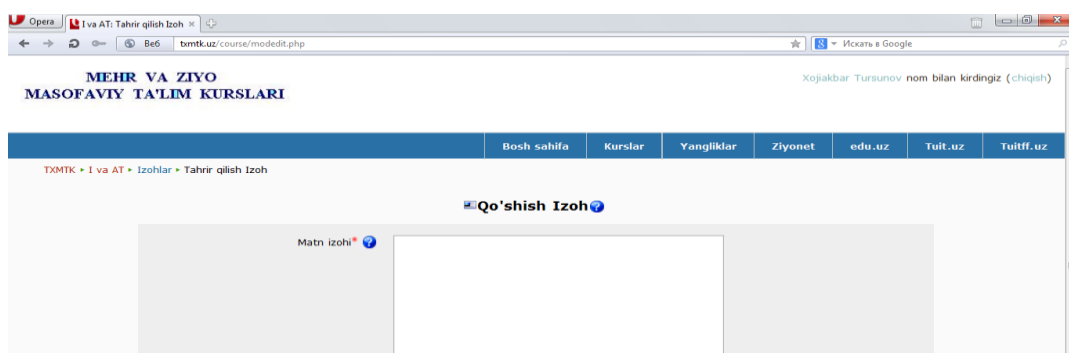 Opera
I va AT: Tahrir qilish Izoh
Веб
txmtk.uz/course/modedit.php
8
Искать в Google
MEHR VA ZIYO
MASOFAVIY TA'LIM KURSLARI
Xojiakbar Tursunov nom bilan kirdingiz (chiqish)
Bosh sahifa Kurslar Yangliklar Ziyonet edu.uz Tuit.uz Tuitff.uz
TXMTK ▸ I va AT ▸ Izohlar ▸ Tahrir qilish Izoh
Qo'shish Izoh?
Matn izohi* ?